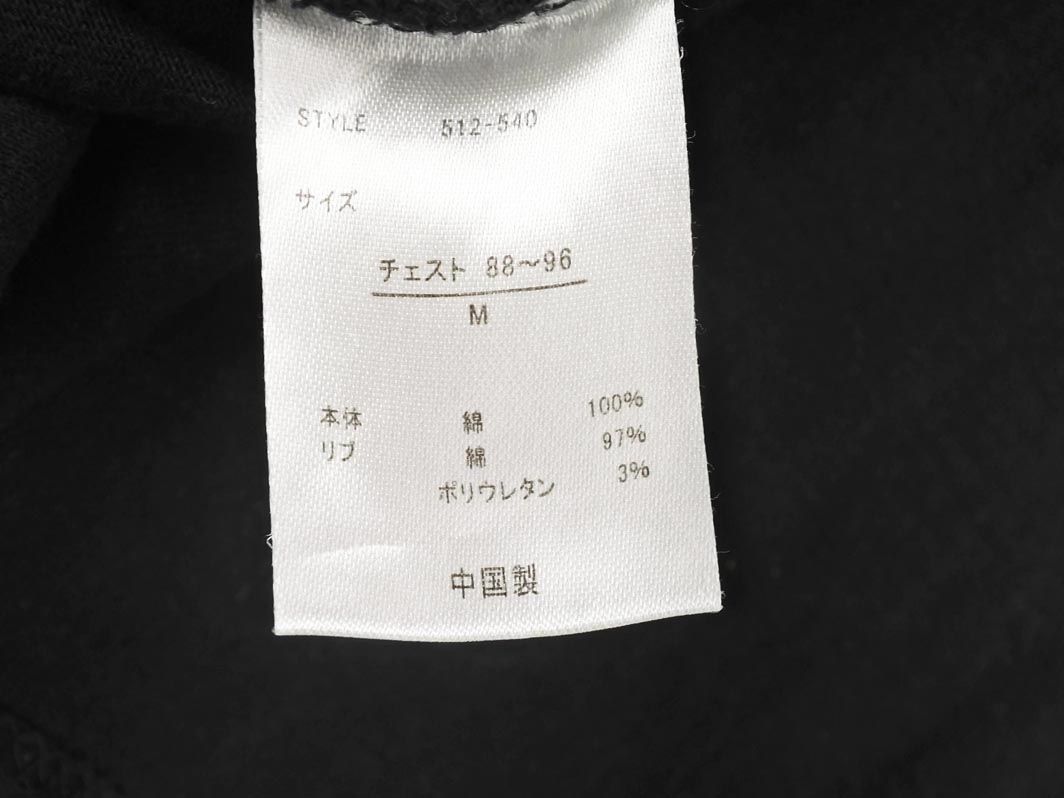 STYLE 512-540
サイズ
チェスト 88～96
M
本体 綿 100%
リブ 綿 97%
ポリウレタン 3%
中国製